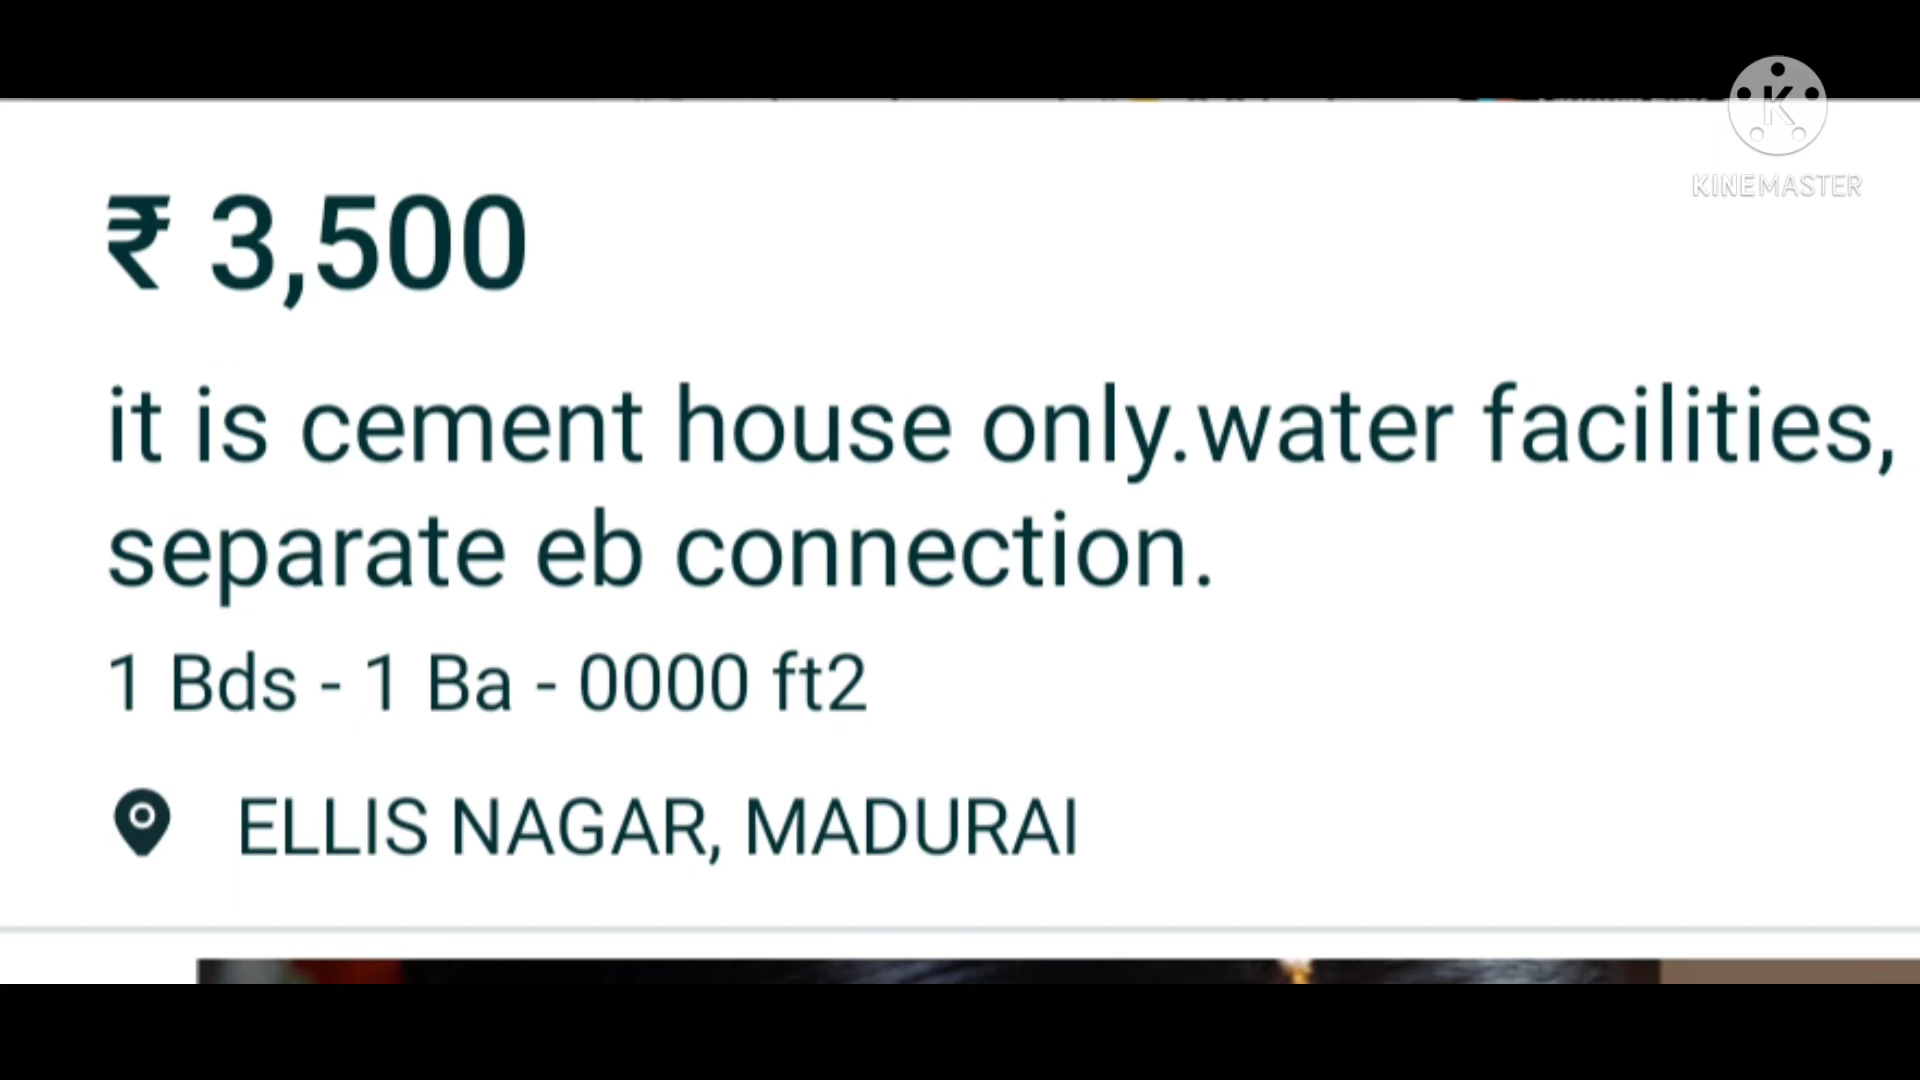 K
KINEMASTER
₹ 3,500
it is cement house only.water facilities,
separate eb connection.
1 Bds - 1 Ba - 0000 ft2
ELLIS NAGAR, MADURAI